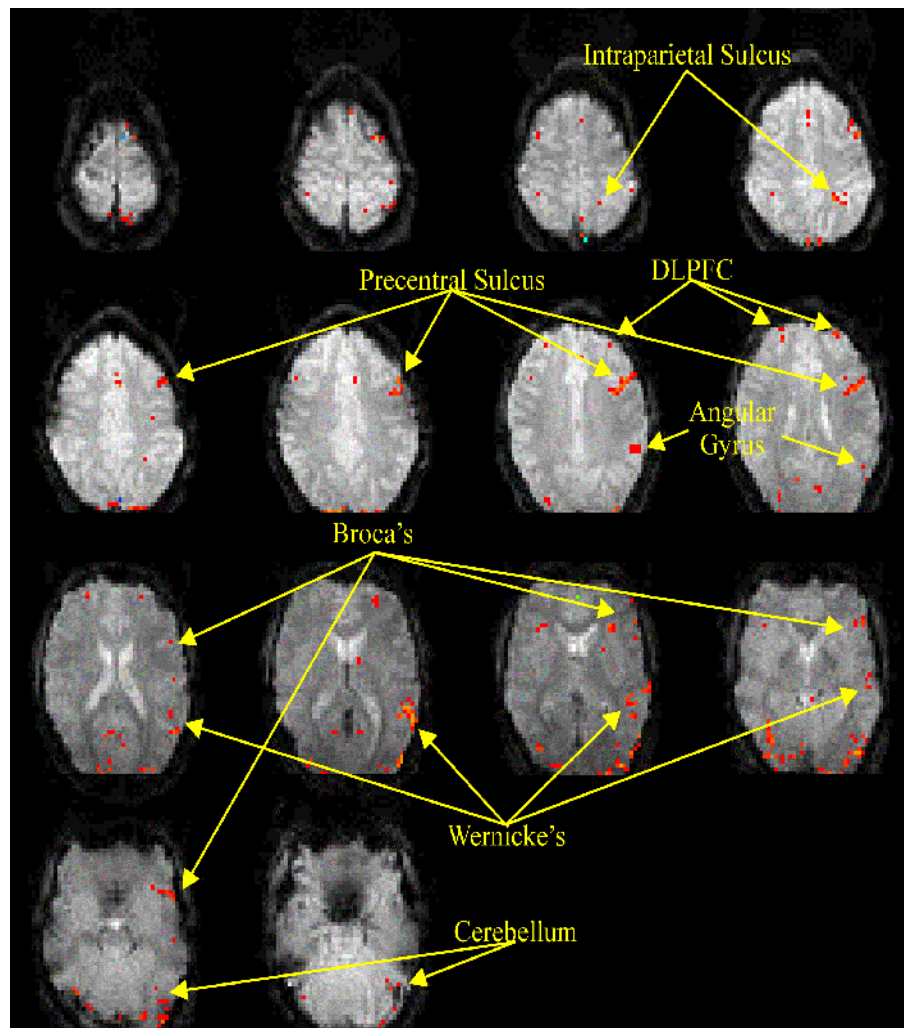 Intraparietal Sulcus
Precentral Sulcus
DLPFC
Angular
Gyrus
Broca's
Wernicke's
Cerebellum